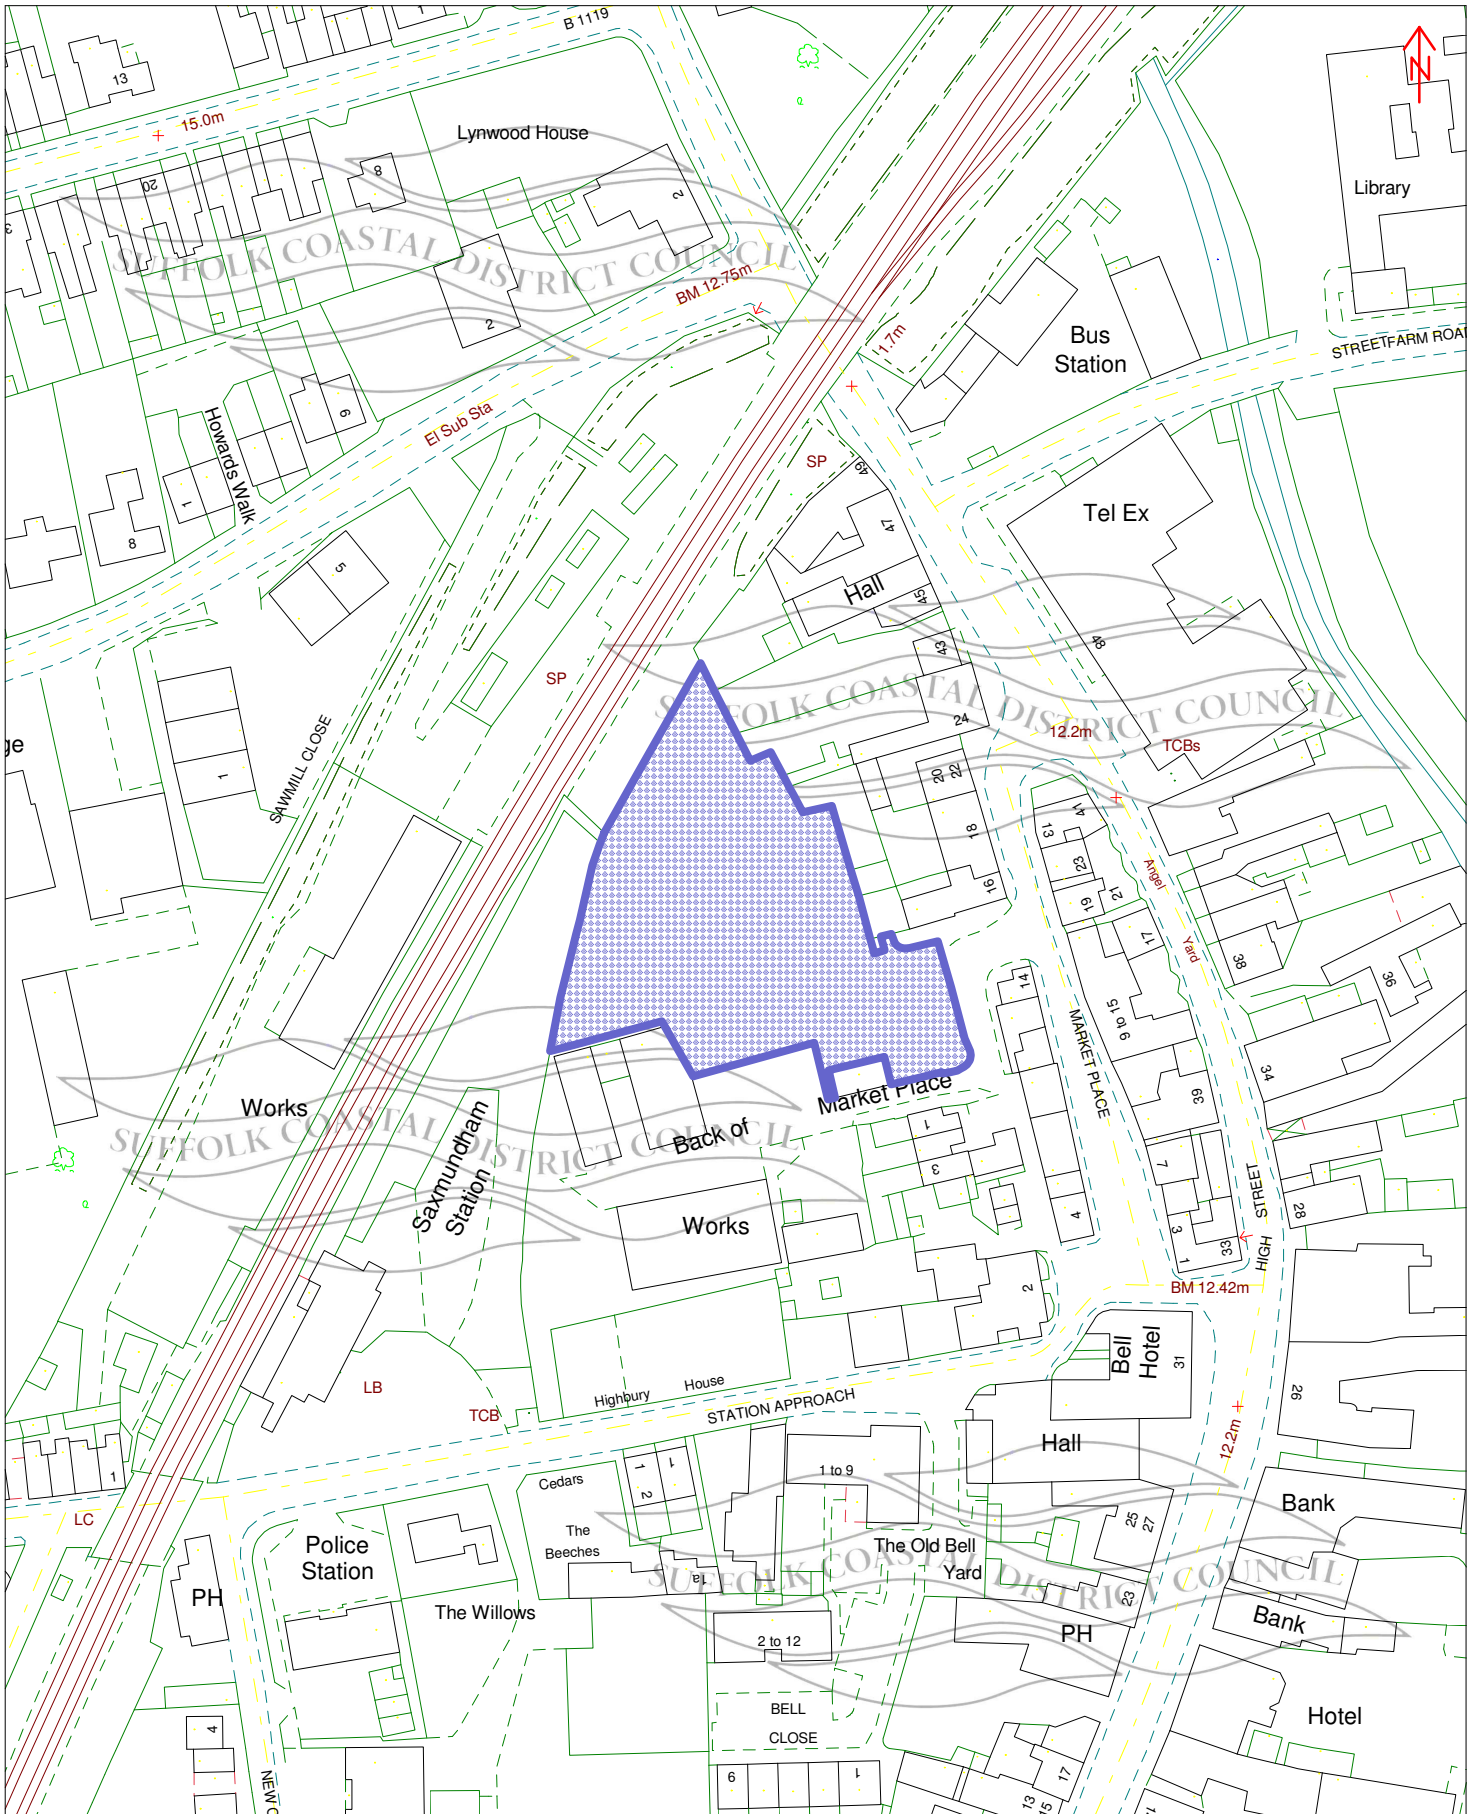 B 1119
1
13
15.0m
Lynwood House
N
Library
20
8
2
3
SUFFOLK COASTAL DISTRICT COUNCIL
BM 12.75m
2
1.7m
Bus
Station
STREETFARM ROA
El Sub Sta
Howards Walk
6
1
8
SP
49
47
Tel Ex
5
Hall
45
43
48
SP
SUFFOLK COASTAL DISTRICT COUNCIL
24
12.2m
TCBs
ge
SAWMILL CLOSE
1
20
22
18
16
41
13
23
19
21
17
Angel
Yard
38
36
14
9 to 15
MARKET PLACE
34
39
Works
Saxmundham
Station
SUFFOLK COASTAL DISTRICT COUNCIL
Back of
Market Place
1
3
7
4
3
1
33
28
HIGH STREET
Works
2
BM 12.42m
Bell
Hotel
31
26
LB
TCB
Highbury House
STATION APPROACH
12.2m
Hall
1
LC
Cedars
1
2
1
1 to 9
25
27
Bank
The
Beeches
1a
Police
Station
The Old Bell
Yard
SUFFOLK COASTAL DISTRICT COUNCIL
23
PH
The Willows
2 to 12
PH
Bank
BELL
CLOSE
Hotel
4
NEW C
9
1
17
13
15